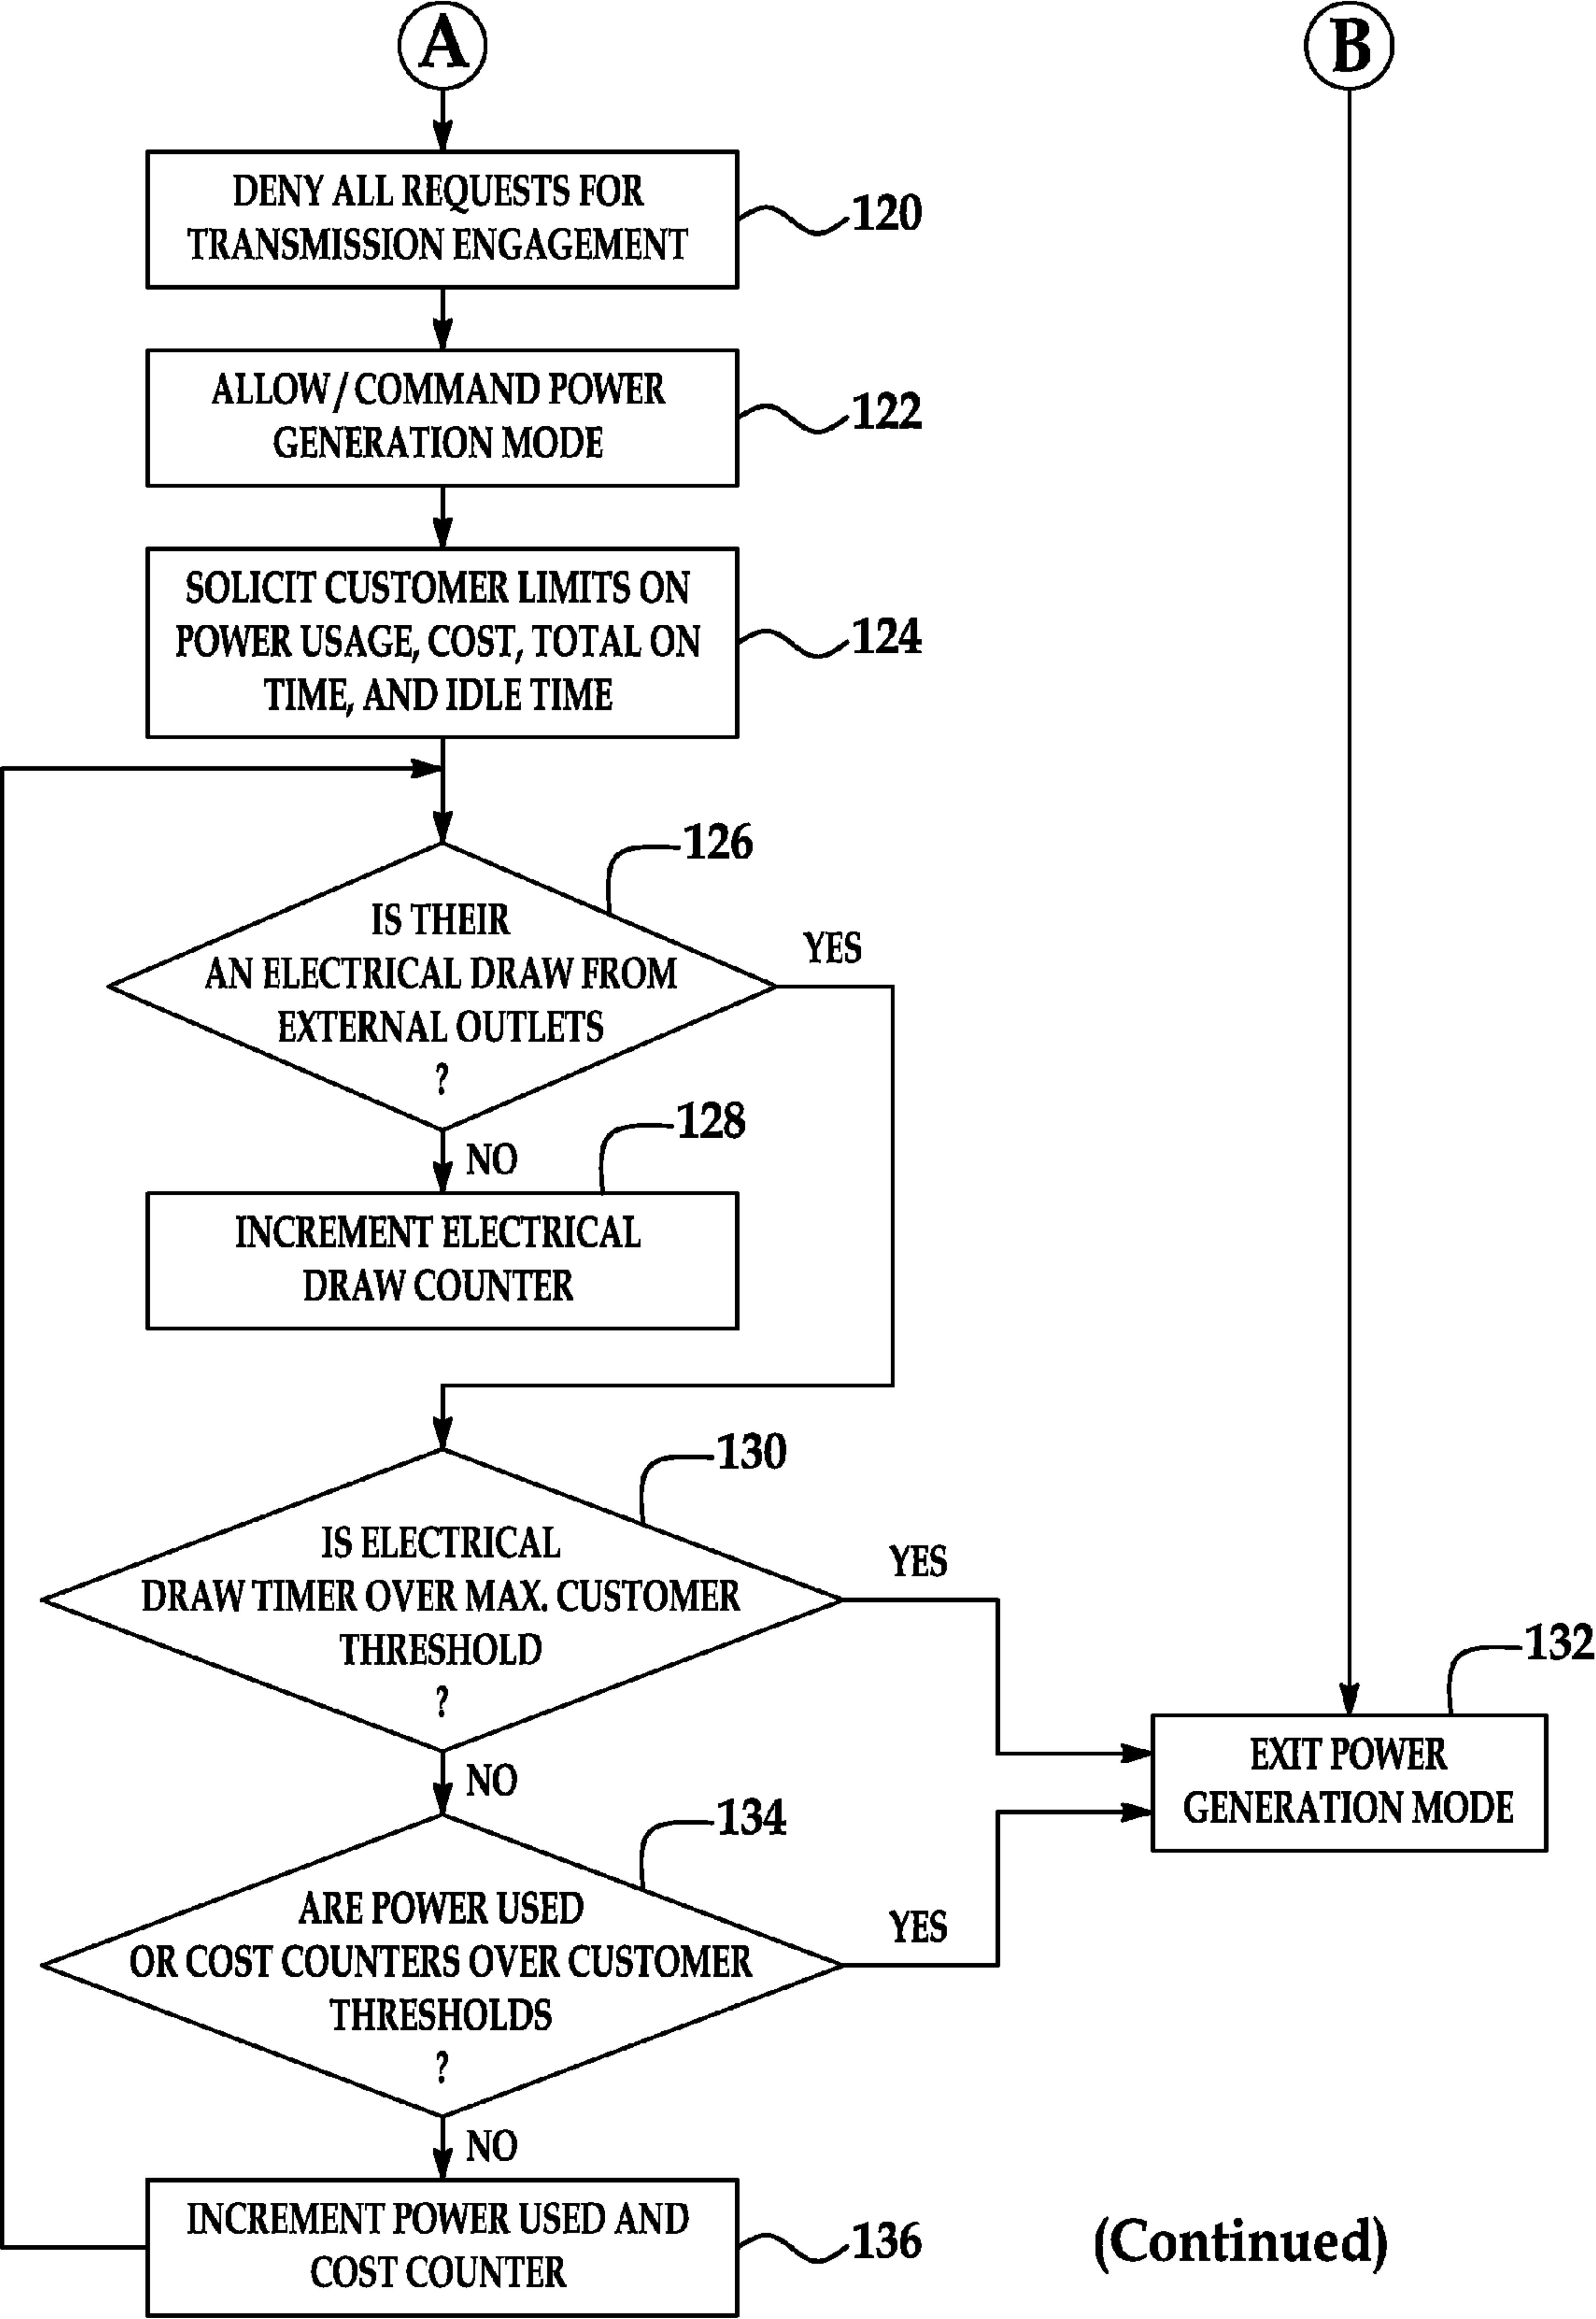 A
B
DENY ALL REQUESTS FOR
TRANSMISSION ENGAGEMENT
120
ALLOW/COMMAND POWER
GENERATION MODE
122
SOLICIT CUSTOMER LIMITS ON
POWER USAGE, COST, TOTAL ON
TIME, AND IDLE TIME
124
126
IS THEIR
AN ELECTRICAL DRAW FROM
EXTERNAL OUTLETS
?
YES
NO
128
INCREMENT ELECTRICAL
DRAW COUNTER
130
IS ELECTRICAL
DRAW TIMER OVER MAX. CUSTOMER
THRESHOLD
?
YES
NO
132
EXIT POWER
GENERATION MODE
134
ARE POWER USED
OR COST COUNTERS OVER CUSTOMER
THRESHOLDS
?
YES
NO
INCREMENT POWER USED AND
COST COUNTER
136
(Continued)